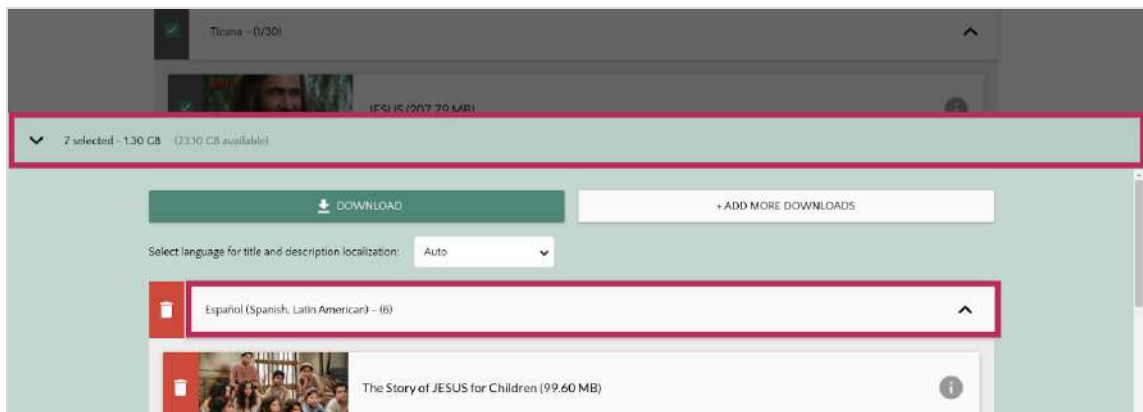 Ticuna - (1/30)
JESUS (207.79 MB)
7 selected - 1.30 GB (23.10 GB available)
DOWNLOAD
+ ADD MORE DOWNLOADS
Select language for title and description localization: Auto
Español (Spanish, Latin American) - (6)
The Story of JESUS for Children (99.60 MB)